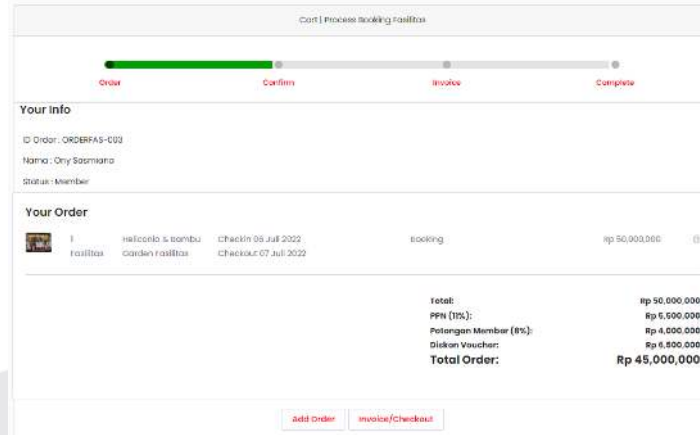 Cart | Process Booking Fasilitas
Order Confirm Invoice Complete
Your Info
ID Order : ORDERFAS-003
Nama : Ony Sasmiana
Status : Member
Your Order
1 Heliconia & Bambu Checkin 06 Juli 2022 Booking Rp 50,000,000
Fasilitas Garden Fasilitas Checkout 07 Juli 2022
Total: Rp 50,000,000
PPN (11%): Rp 5,500,000
Potongan Member (8%): Rp 4,000,000
Diskon Voucher: Rp 6,500,000
Total Order: Rp 45,000,000
Add Order Invoice/Checkout